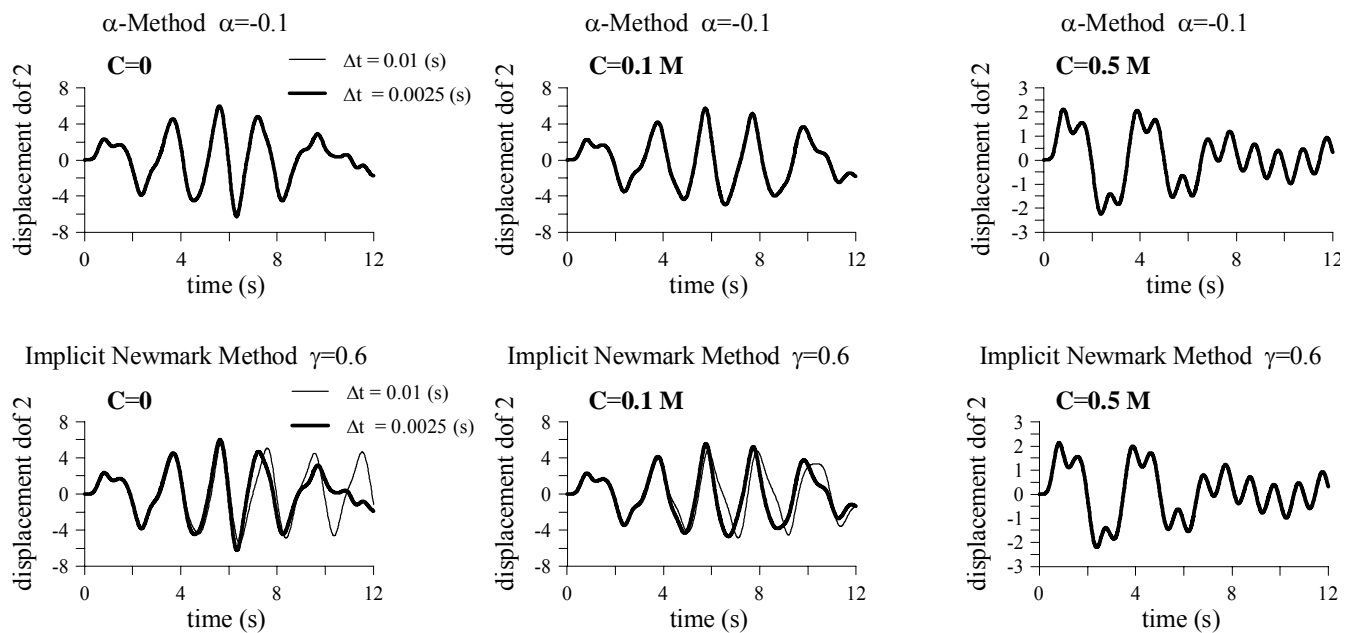 α-Method α=-0.1
C=0
Δt = 0.01 (s)
Δt = 0.0025 (s)
displacement dof 2
8
4
0
-4
-8
0 4 8 12
time (s)
α-Method α=-0.1
C=0.1 M
displacement dof 2
8
4
0
-4
-8
0 4 8 12
time (s)
α-Method α=-0.1
C=0.5 M
displacement dof 2
3
2
1
0
-1
-2
-3
0 4 8 12
time (s)
Implicit Newmark Method γ=0.6
C=0
Δt = 0.01 (s)
Δt = 0.0025 (s)
displacement dof 2
8
4
0
-4
-8
0 4 8 12
time (s)
Implicit Newmark Method γ=0.6
C=0.1 M
displacement dof 2
8
4
0
-4
-8
0 4 8 12
time (s)
Implicit Newmark Method γ=0.6
C=0.5 M
displacement dof 2
3
2
1
0
-1
-2
-3
0 4 8 12
time (s)